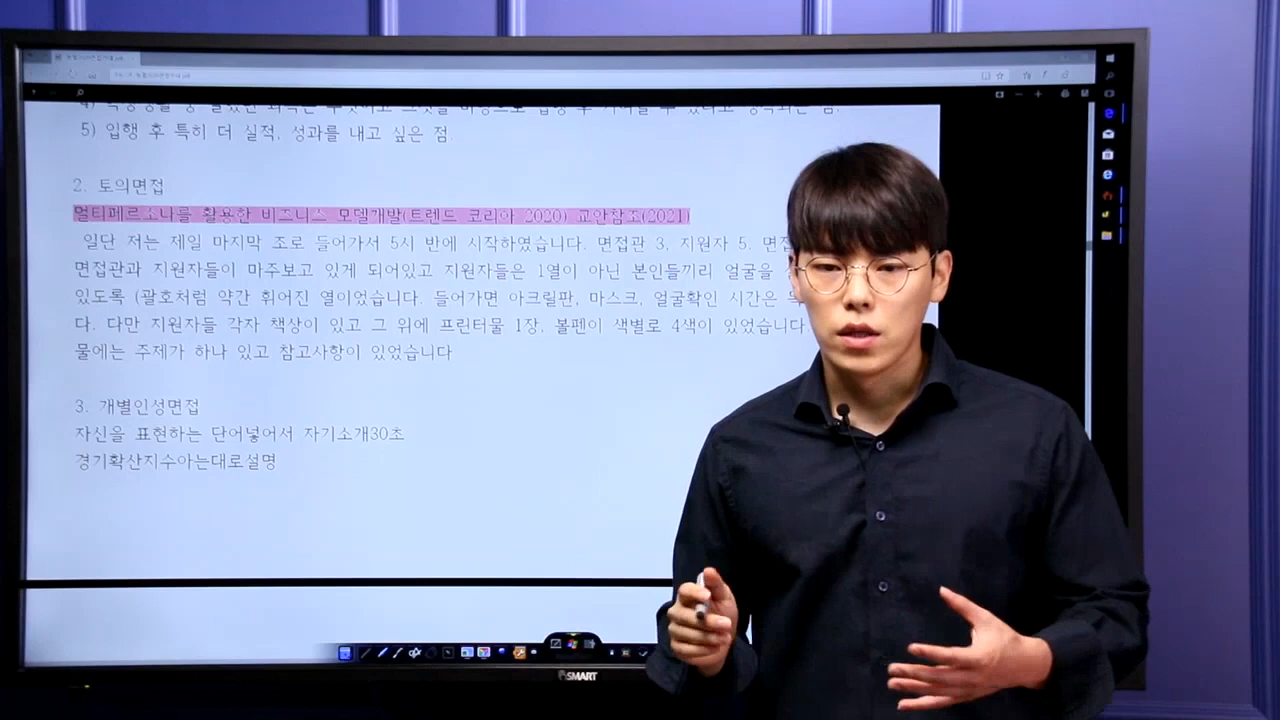 5) 입행 후 특히 더 실적, 성과를 내고 싶은 점.
2. 토의면접
멀티페르소나를 활용한 비즈니스 모델개발(트렌드 코리아 2020) 교안참조(2021)
일단 저는 제일 마지막 조로 들어가서 5시 반에 시작하였습니다. 면접관 3, 지원자 5. 면접
면접관과 지원자들이 마주보고 있게 되어있고 지원자들은 1열이 아닌 본인들끼리 얼굴을
있도록 (괄호처럼 약간 휘어진 열이었습니다. 들어가면 아크릴판, 마스크, 얼굴확인 시간은
다. 다만 지원자들 각자 책상이 있고 그 위에 프린터물 1장, 볼펜이 색별로 4색이 있었습니다
물에는 주제가 하나 있고 참고사항이 있었습니다
3. 개별인성면접
자신을 표현하는 단어넣어서 자기소개30초
경기확산지수아는대로설명
SMART